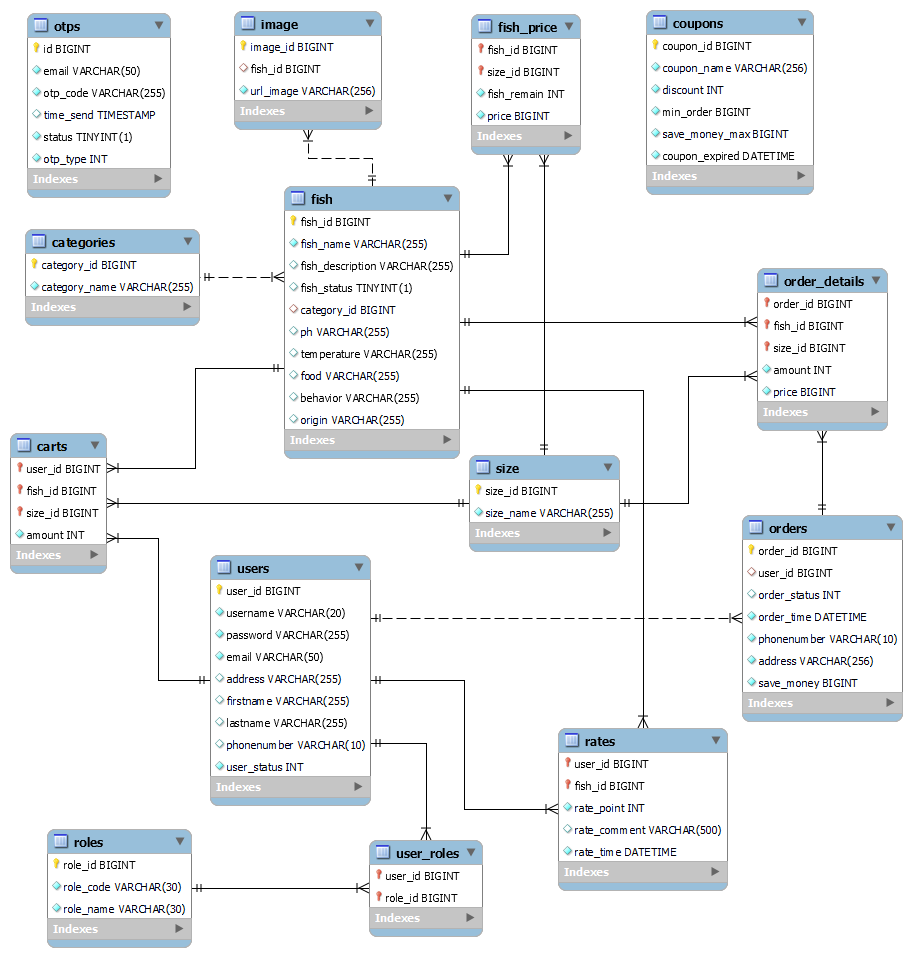 otps
id BIGINT
email VARCHAR(50)
otp_code VARCHAR(255)
time_send TIMESTAMP
status TINYINT(1)
otp_type INT
Indexes
image
image_id BIGINT
fish_id BIGINT
url_image VARCHAR(256)
Indexes
fish_price
fish_id BIGINT
size_id BIGINT
fish_remain INT
price BIGINT
Indexes
coupons
coupon_id BIGINT
coupon_name VARCHAR(256)
discount INT
min_order BIGINT
save_money_max BIGINT
coupon_expired DATETIME
Indexes
categories
category_id BIGINT
category_name VARCHAR(255)
Indexes
fish
fish_id BIGINT
fish_name VARCHAR(255)
fish_description VARCHAR(255)
fish_status TINYINT(1)
category_id BIGINT
ph VARCHAR(255)
temperature VARCHAR(255)
food VARCHAR(255)
behavior VARCHAR(255)
origin VARCHAR(255)
Indexes
order_details
order_id BIGINT
fish_id BIGINT
size_id BIGINT
amount INT
price BIGINT
Indexes
carts
user_id BIGINT
fish_id BIGINT
size_id BIGINT
amount INT
Indexes
size
size_id BIGINT
size_name VARCHAR(255)
Indexes
orders
order_id BIGINT
user_id BIGINT
order_status INT
order_time DATETIME
phonenumber VARCHAR(10)
address VARCHAR(256)
save_money BIGINT
Indexes
users
user_id BIGINT
username VARCHAR(20)
password VARCHAR(255)
email VARCHAR(50)
address VARCHAR(255)
firstname VARCHAR(255)
lastname VARCHAR(255)
phonenumber VARCHAR(10)
user_status INT
Indexes
rates
user_id BIGINT
fish_id BIGINT
rate_point INT
rate_comment VARCHAR(500)
rate_time DATETIME
Indexes
roles
role_id BIGINT
role_code VARCHAR(30)
role_name VARCHAR(30)
Indexes
user_roles
user_id BIGINT
role_id BIGINT
Indexes